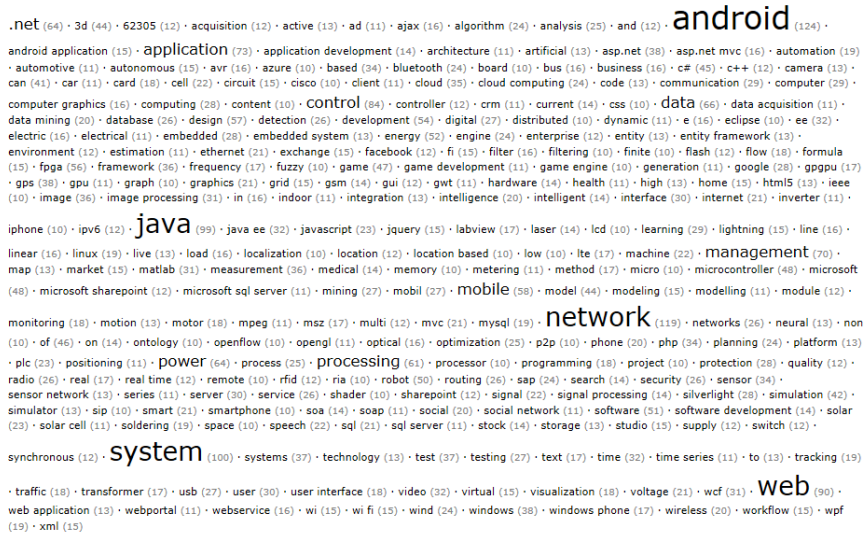 .net (64) · 3d (44) · 62305 (12) · acquisition (12) · active (13) · ad (11) · ajax (16) · algorithm (24) · analysis (25) · and (12) · android (124) ·
android application (15) · application (73) · application development (14) · architecture (11) · artificial (13) · asp.net (38) · asp.net mvc (16) · automation (19)
· automotive (11) · autonomous (15) · avr (16) · azure (10) · based (34) · bluetooth (24) · board (10) · bus (16) · business (16) · c# (45) · c++ (12) · camera (13) ·
can (41) · car (11) · card (18) · cell (22) · circuit (15) · cisco (10) · client (11) · cloud (35) · cloud computing (24) · code (13) · communication (29) · computer (29) ·
computer graphics (16) · computing (28) · content (10) · control (84) · controller (12) · crm (11) · current (14) · css (10) · data (66) · data acquisition (11) ·
data mining (20) · database (26) · design (57) · detection (26) · development (54) · digital (27) · distributed (10) · dynamic (11) · e (16) · eclipse (10) · ee (32) ·
electric (16) · electrical (11) · embedded (28) · embedded system (13) · energy (52) · engine (24) · enterprise (12) · entity (13) · entity framework (13) ·
environment (12) · estimation (11) · ethernet (21) · exchange (15) · facebook (12) · fi (15) · filter (16) · filtering (10) · finite (10) · flash (12) · flow (18) · formula
(15) · fpga (56) · framework (36) · frequency (17) · fuzzy (10) · game (47) · game development (11) · game engine (10) · generation (11) · google (28) · gpgpu (17)
· gps (38) · gpu (11) · graph (10) · graphics (21) · grid (15) · gsm (14) · gui (12) · gwt (11) · hardware (14) · health (11) · high (13) · home (15) · html5 (13) · ieee
(10) · image (36) · image processing (31) · in (16) · indoor (11) · integration (13) · intelligence (20) · intelligent (14) · interface (30) · internet (21) · inverter (11) ·
iphone (10) · ipv6 (12) · java (99) · java ee (32) · javascript (23) · jquery (15) · labview (17) · laser (14) · lcd (10) · learning (29) · lightning (15) · line (16) ·
linear (16) · linux (19) · live (13) · load (16) · localization (10) · location (12) · location based (10) · low (10) · lte (17) · machine (22) · management (70) ·
map (13) · market (15) · matlab (31) · measurement (36) · medical (14) · memory (10) · metering (11) · method (17) · micro (10) · microcontroller (48) · microsoft
(48) · microsoft sharepoint (12) · microsoft sql server (11) · mining (27) · mobil (27) · mobile (58) · model (44) · modeling (15) · modelling (11) · module (12) ·
monitoring (18) · motion (13) · motor (18) · mpeg (11) · msz (17) · multi (12) · mvc (21) · mysql (19) · network (119) · networks (26) · neural (13) · non
(10) · of (46) · on (14) · ontology (10) · openflow (10) · opengl (11) · optical (16) · optimization (25) · p2p (10) · phone (20) · php (34) · planning (24) · platform (13)
· plc (23) · positioning (11) · power (64) · process (25) · processing (61) · processor (10) · programming (18) · project (10) · protection (28) · quality (12) ·
radio (26) · real (17) · real time (12) · remote (10) · rfid (12) · ria (10) · robot (50) · routing (26) · sap (24) · search (14) · security (26) · sensor (34) ·
sensor network (13) · series (11) · server (30) · service (26) · shader (10) · sharepoint (12) · signal (22) · signal processing (14) · silverlight (28) · simulation (42) ·
simulator (13) · sip (10) · smart (21) · smartphone (10) · soa (14) · soap (11) · social (20) · social network (11) · software (51) · software development (14) · solar
(23) · solar cell (11) · soldering (19) · space (10) · speech (22) · sql (21) · sql server (11) · stock (14) · storage (13) · studio (15) · supply (12) · switch (12) ·
synchronous (12) · system (100) · systems (37) · technology (13) · test (37) · testing (27) · text (17) · time (32) · time series (11) · to (13) · tracking (19)
· traffic (18) · transformer (17) · usb (27) · user (30) · user interface (18) · video (32) · virtual (15) · visualization (18) · voltage (21) · wcf (31) · web (90) ·
web application (13) · webportal (11) · webservice (16) · wi (15) · wi fi (15) · wind (24) · windows (38) · windows phone (17) · wireless (20) · workflow (15) · wpf
(19) · xml (15)